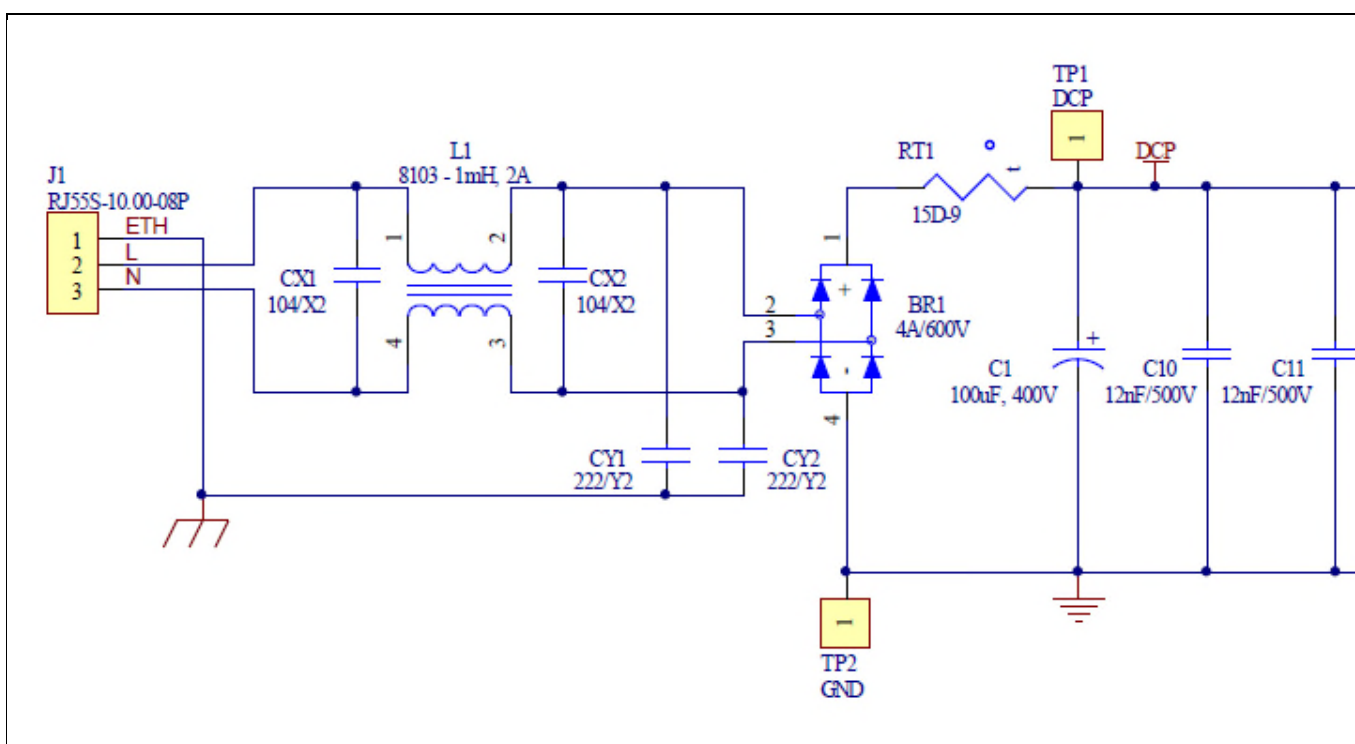 J1
RJ55S-10.00-08P
1
2
3
ETH
L
N
CX1
104/X2
L1
8103 - 1mH, 2A
1
2
4
3
CX2
104/X2
CY1
222/Y2
CY2
222/Y2
2
3
1
+
-
4
BR1
4A/600V
RT1
t
15D-9
TP1
DCP
1
DCP
+
C1
100uF, 400V
C10
12nF/500V
C11
12nF/500V
1
TP2
GND